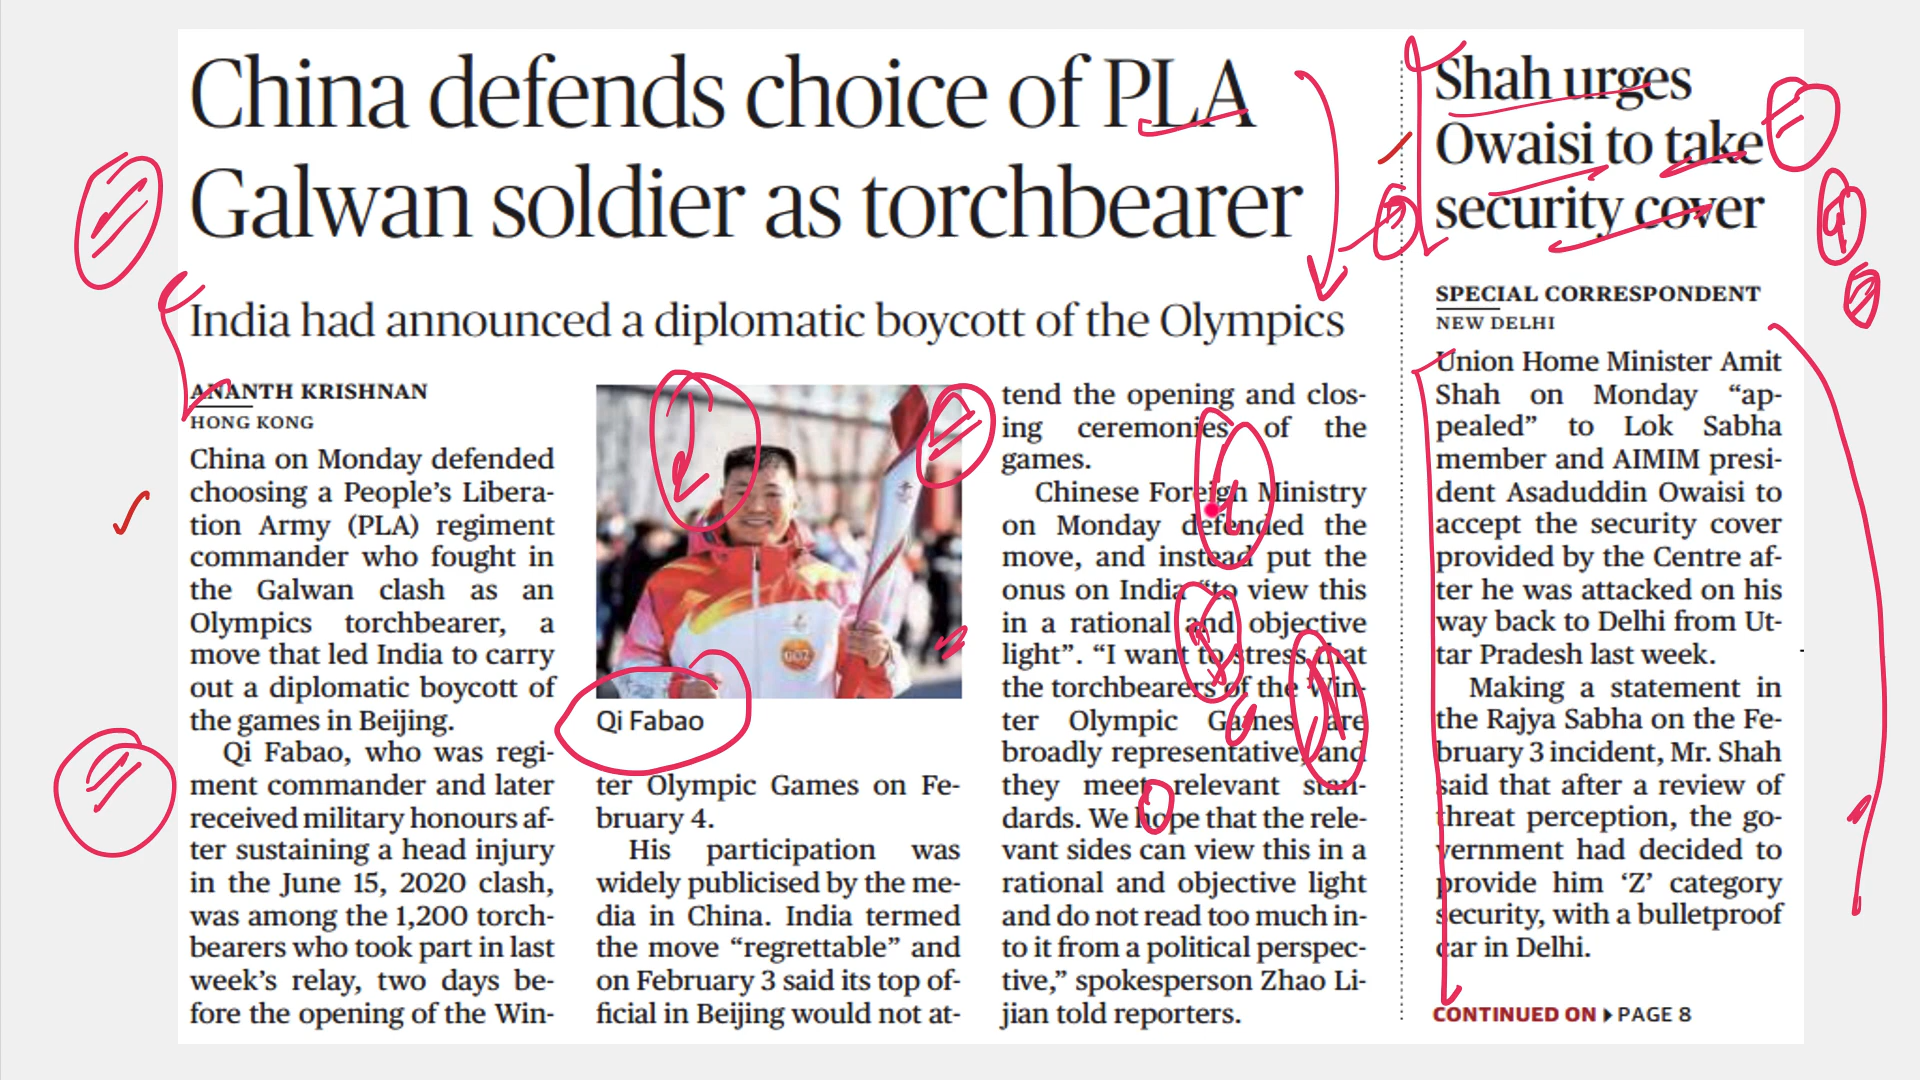 China defends choice of PLA
Galwan soldier as torchbearer
India had announced a diplomatic boycott of the Olympics
ANANTH KRISHNAN
HONG KONG
China on Monday defended
choosing a People's Libera-
tion Army (PLA) regiment
commander who fought in
the Galwan clash as an
Olympics torchbearer, a
move that led India to carry
out a diplomatic boycott of
the games in Beijing.
Qi Fabao, who was regi-
ment commander and later
received military honours af-
ter sustaining a head injury
in the June 15, 2020 clash,
was among the 1,200 torch-
bearers who took part in last
week's relay, two days be-
fore the opening of the Win-
Qi Fabao
ter Olympic Games on Fe-
bruary 4.
His participation was
widely publicised by the me-
dia in China. India termed
the move “regrettable” and
on February 3 said its top of-
ficial in Beijing would not at-
tend the opening and clos-
ing ceremonies of the
games.
Chinese Foreign Ministry
on Monday defended the
move, and instead put the
onus on India “to view this
in a rational and objective
light”. “I want to stress that
the torchbearers of the Win-
ter Olympic Games are
broadly representative, and
they meet relevant stan-
dards. We hope that the rele-
vant sides can view this in a
rational and objective light
and do not read too much in-
to it from a political perspec-
tive,” spokesperson Zhao Li-
jian told reporters.
Shah urges
Owaisi to take
security cover
SPECIAL CORRESPONDENT
NEW DELHI
Union Home Minister Amit
Shah on Monday “ap-
pealed” to Lok Sabha
member and AIMIM presi-
dent Asaduddin Owaisi to
accept the security cover
provided by the Centre af-
ter he was attacked on his
way back to Delhi from Ut-
tar Pradesh last week.
Making a statement in
the Rajya Sabha on the Fe-
bruary 3 incident, Mr. Shah
said that after a review of
threat perception, the go-
vernment had decided to
provide him ‘Z’ category
security, with a bulletproof
car in Delhi.
CONTINUED ON PAGE 8